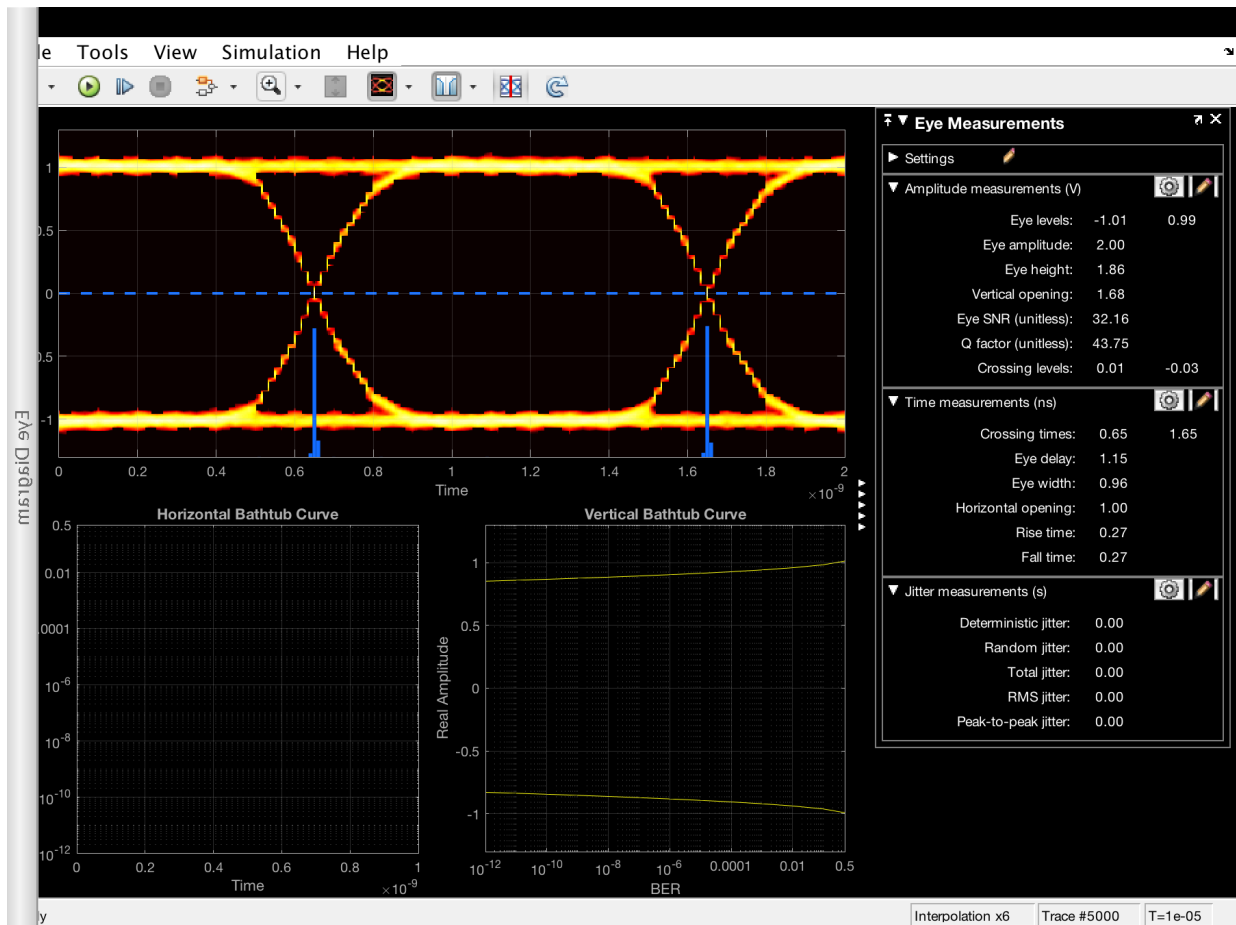 le Tools View Simulation Help
Eye Diagram
1
0.5
0
0.5
-1
0 0.2 0.4 0.6 0.8 1 1.2 1.4 1.6 1.8 2
Time
×10-9
Horizontal Bathtub Curve
0.5
0.01
.0001
10-6
10-8
10-10
10-12
0 0.2 0.4 0.6 0.8 1
Time
×10-9
Vertical Bathtub Curve
Real Amplitude
1
0.5
0
-0.5
-1
10-12 10-10 10-8 10-6 0.0001 0.01 0.5
BER
Eye Measurements
Settings
Amplitude measurements (V)
Eye levels: -1.01 0.99
Eye amplitude: 2.00
Eye height: 1.86
Vertical opening: 1.68
Eye SNR (unitless): 32.16
Q factor (unitless): 43.75
Crossing levels: 0.01 -0.03
Time measurements (ns)
Crossing times: 0.65 1.65
Eye delay: 1.15
Eye width: 0.96
Horizontal opening: 1.00
Rise time: 0.27
Fall time: 0.27
Jitter measurements (s)
Deterministic jitter: 0.00
Random jitter: 0.00
Total jitter: 0.00
RMS jitter: 0.00
Peak-to-peak jitter: 0.00
y
Interpolation x6 Trace #5000 T=1e-05